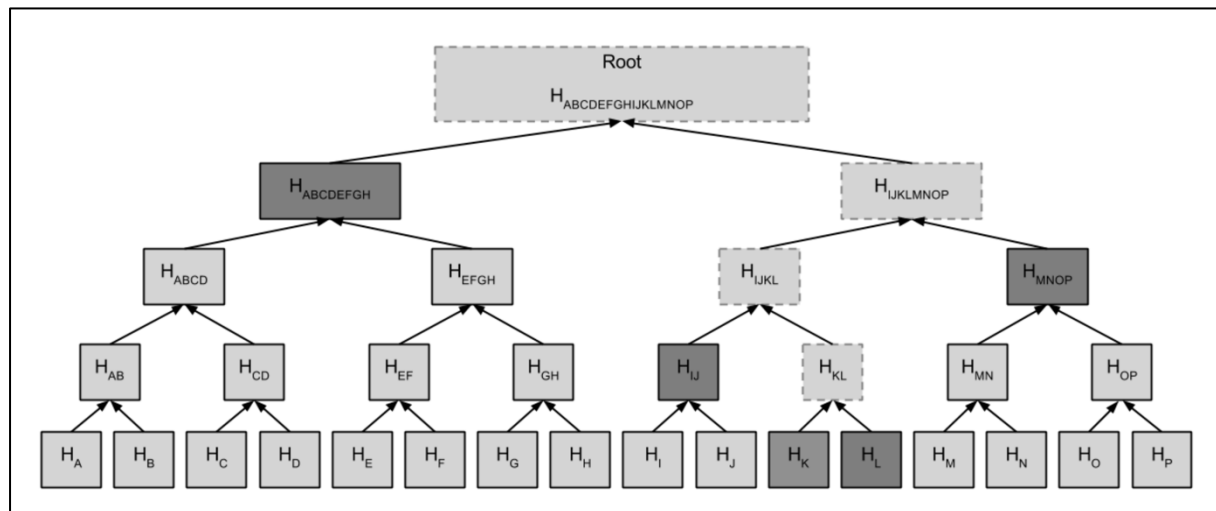 Root
H_ABCDEFGHIJKLMNOP
H_ABCDEFGH H_IJKLMNOP
H_ABCD H_EFGH H_IJKL H_MNOP
H_AB H_CD H_EF H_GH H_IJ H_KL H_MN H_OP
H_A H_B H_C H_D H_E H_F H_G H_H H_I H_J H_K H_L H_M H_N H_O H_P